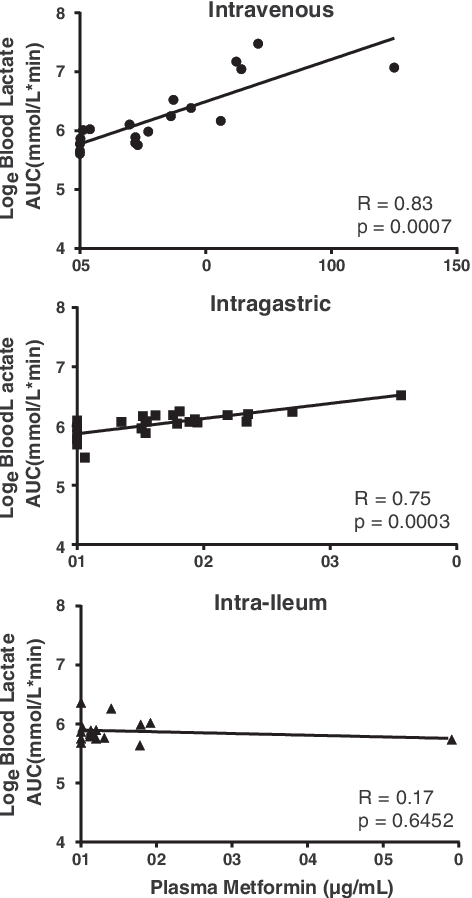 Intravenous
8
7
6
5
4
Log e Blood Lactate
AUC(mmol/L*min)
R = 0.83
p = 0.0007
05 0 100 150
Intragastric
8
7
6
5
4
Log e BloodL actate
AUC(mmol/L*min)
R = 0.75
p = 0.0003
01 02 03 0
Intra-Ileum
8
7
6
5
4
Log e Blood Lactate
AUC(mmol/L*min)
R = 0.17
p = 0.6452
01 02 03 04 05 0
Plasma Metformin (µg/mL)